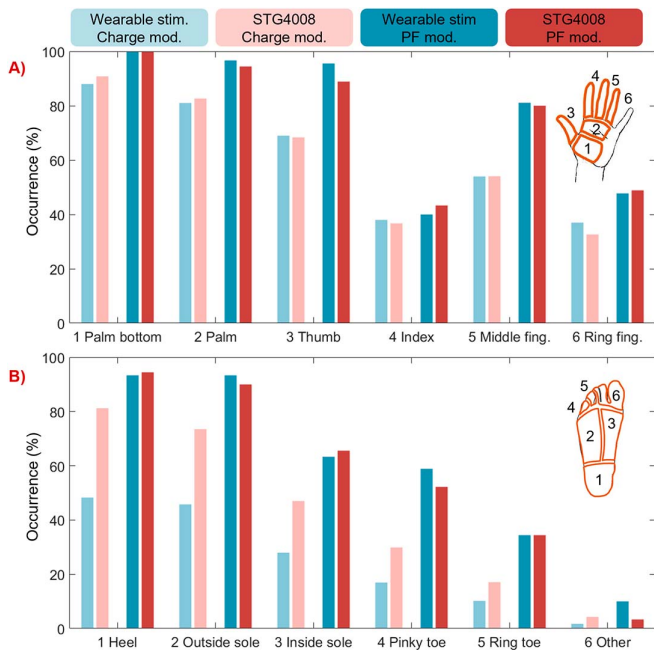 Wearable stim. STG4008 Wearable stim STG4008
Charge mod. Charge mod. PF mod. PF mod.
A)
100
80
60
40
20
0
Occurrence (%)
1 Palm bottom 2 Palm 3 Thumb 4 Index 5 Middle fing. 6 Ring fing.
4 5
3 6
2
1
B)
100
80
60
40
20
0
Occurrence (%)
1 Heel 2 Outside sole 3 Inside sole 4 Pinky toe 5 Ring toe 6 Other
5 6
4
3
2
1